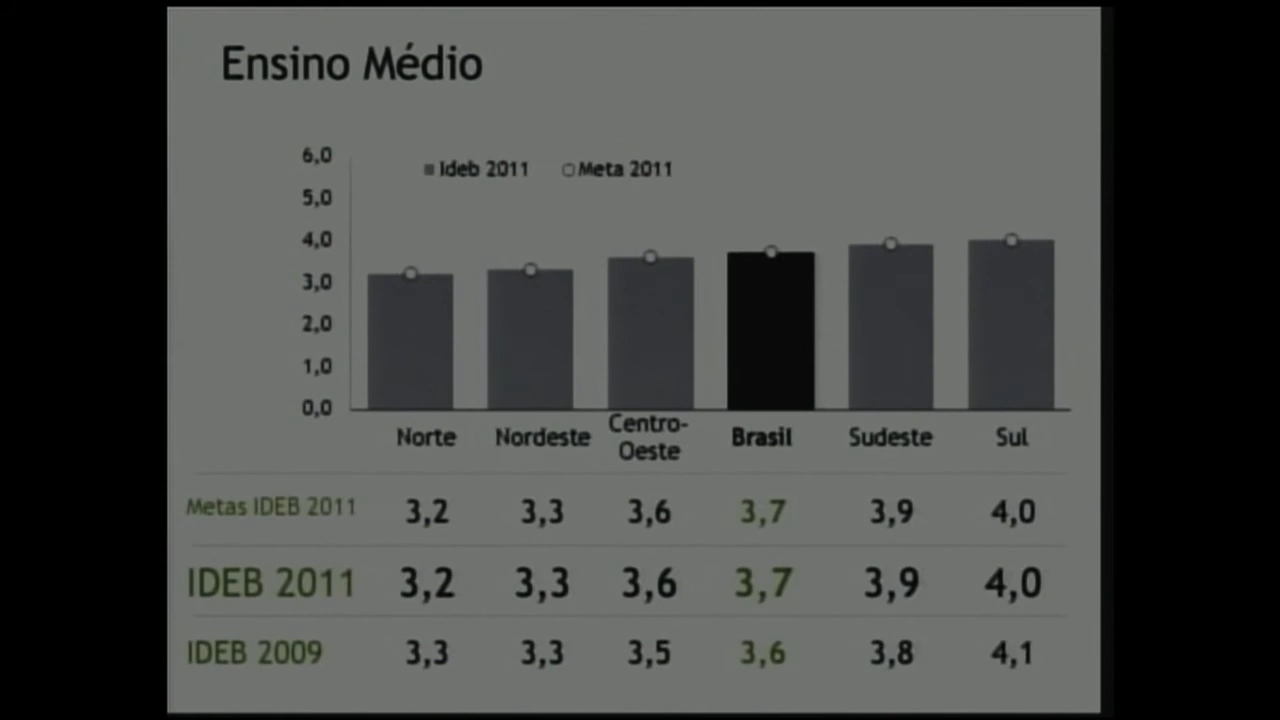 Ensino Médio
Ideb 2011 Meta 2011
6,0
5,0
4,0
3,0
2,0
1,0
0,0
Norte Nordeste Centro-Oeste Brasil Sudeste Sul
Metas IDEB 2011 3,2 3,3 3,6 3,7 3,9 4,0
IDEB 2011 3,2 3,3 3,6 3,7 3,9 4,0
IDEB 2009 3,3 3,3 3,5 3,6 3,8 4,1